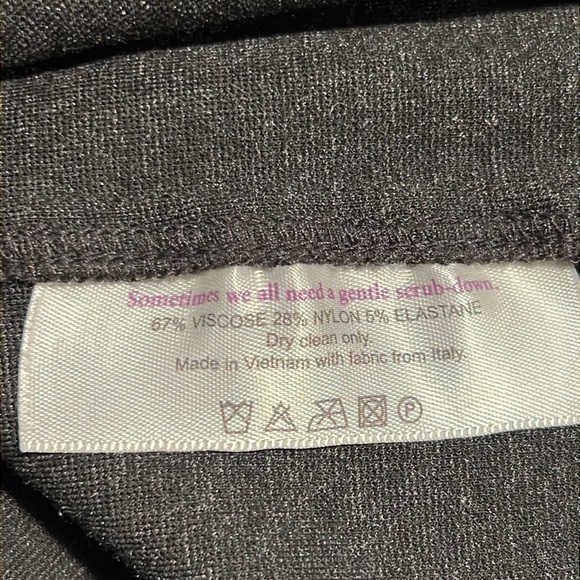 Sometimes we all need a gentle scrub-down.
67% VISCOSE 28% NYLON 5% ELASTANE
Dry clean only.
Made in Vietnam with fabric from Italy.
P